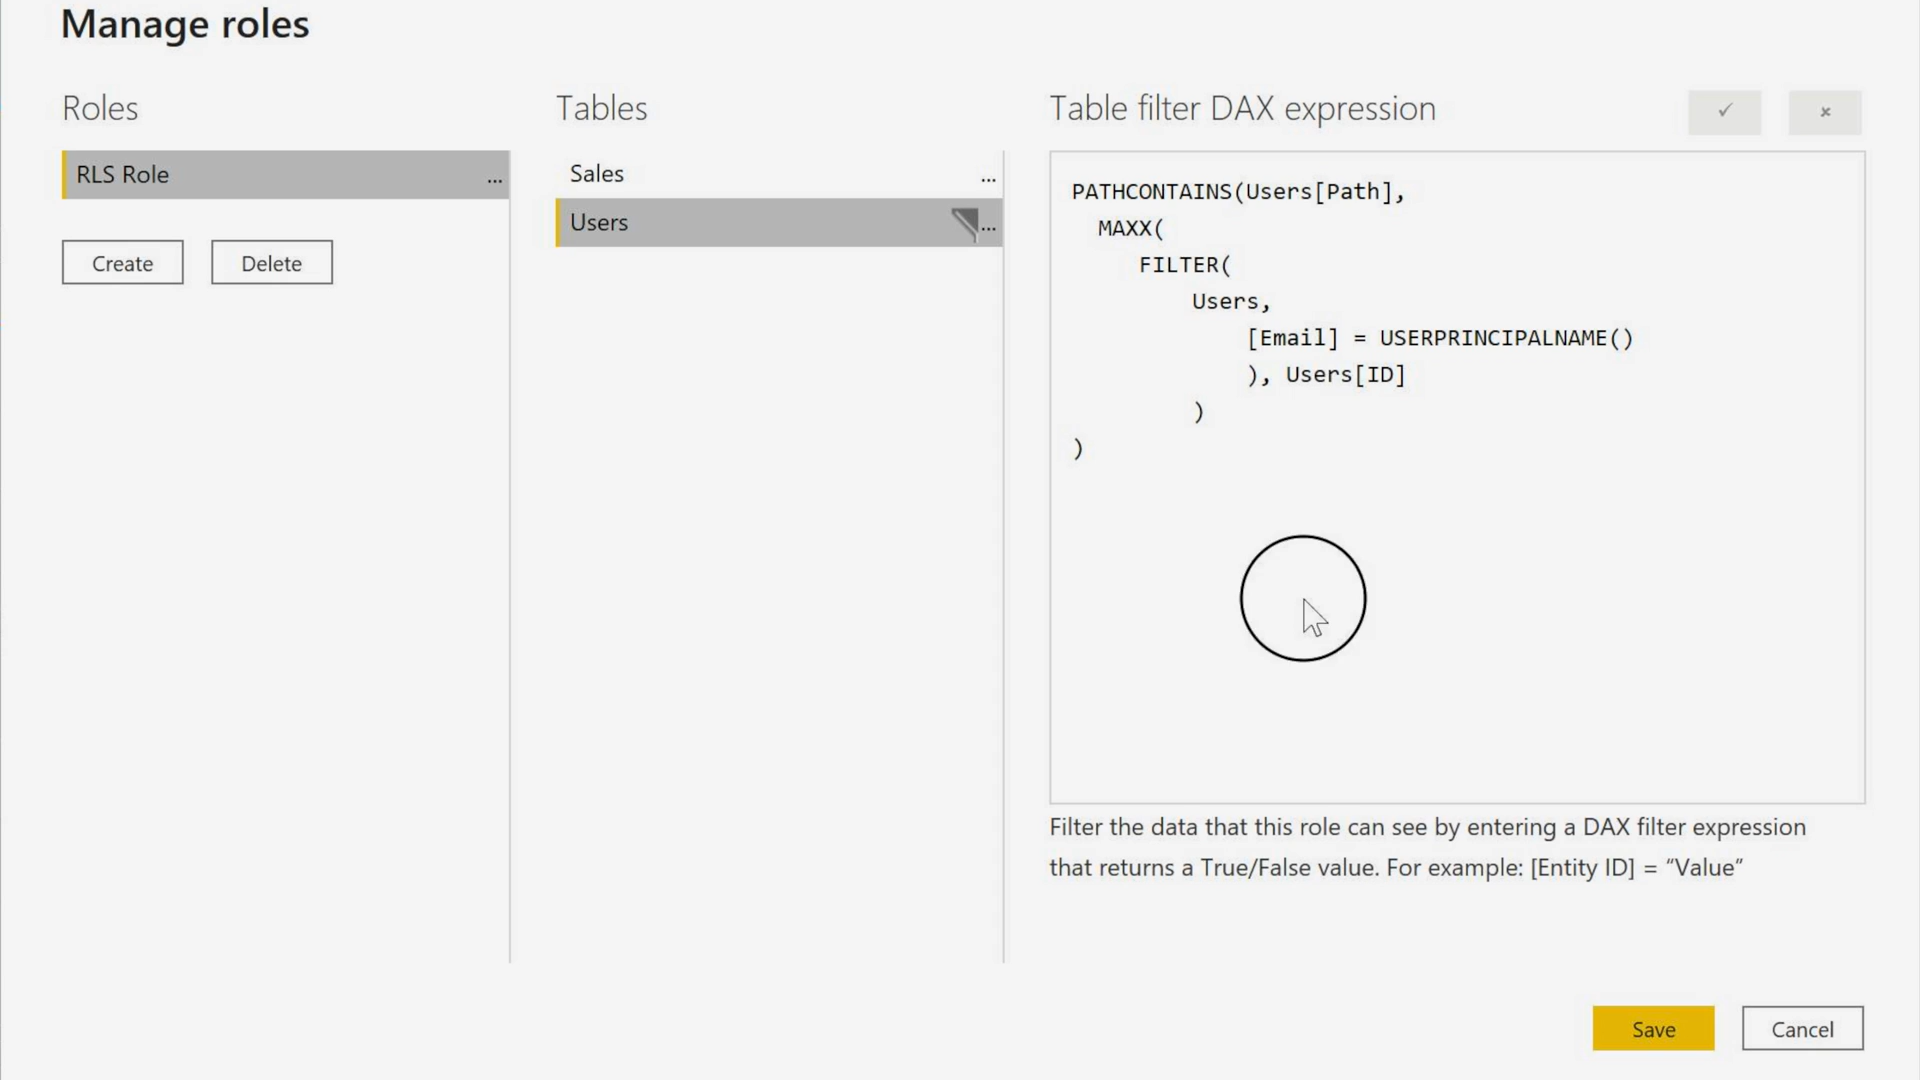 Manage roles
Roles
Tables
Table filter DAX expression
RLS Role
...
Sales
...
Users
...
Create
Delete
PATHCONTAINS(Users[Path],
MAXX(
FILTER(
Users,
[Email] = USERPRINCIPALNAME()
), Users[ID]
)
)
Filter the data that this role can see by entering a DAX filter expression
that returns a True/False value. For example: [Entity ID] = “Value”
Save
Cancel